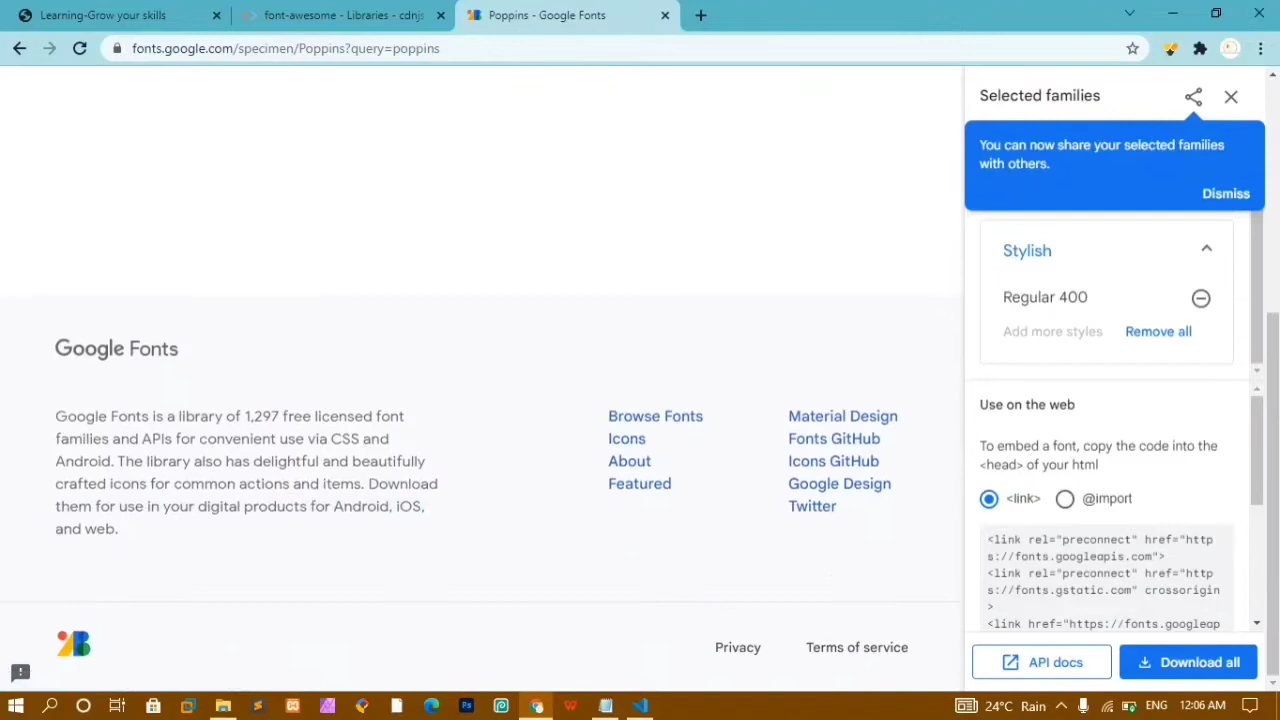 Learning-Grow your skills
font-awesome - Libraries - cdnjs
Poppins - Google Fonts
fonts.google.com/specimen/Poppins?query=poppins
Selected families
You can now share your selected families
with others.
Dismiss
Stylish
Regular 400
Add more styles
Remove all
Google Fonts
Google Fonts is a library of 1,297 free licensed font
families and APIs for convenient use via CSS and
Android. The library also has delightful and beautifully
crafted icons for common actions and items. Download
them for use in your digital products for Android, iOS,
and web.
Browse Fonts
Icons
About
Featured
Material Design
Fonts GitHub
Icons GitHub
Google Design
Twitter
Use on the web
To embed a font, copy the code into the
<head> of your html
<link>
@import
<link rel="preconnect" href="http
s://fonts.googleapis.com">
<link rel="preconnect" href="http
s://fonts.gstatic.com" crossorigin
>
<link href="https://fonts.googleap
Privacy
Terms of service
API docs
Download all
24°C Rain
ENG
12:06 AM